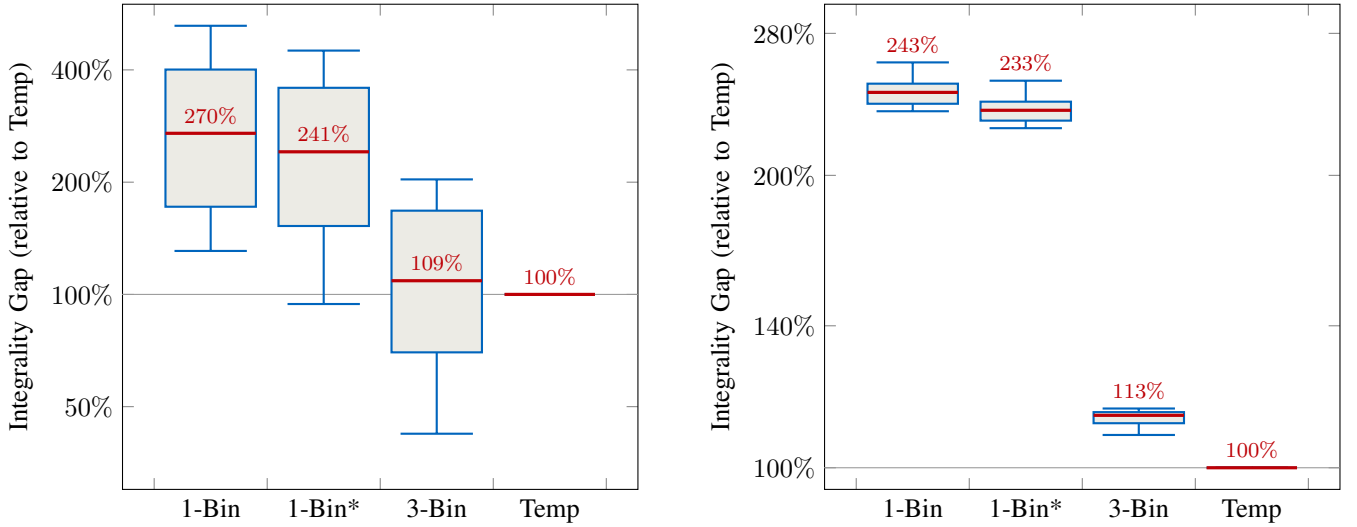 Integrality Gap (relative to Temp)
400%
200%
100%
50%
270%
241%
109%
100%
1-Bin
1-Bin*
3-Bin
Temp
Integrality Gap (relative to Temp)
280%
200%
140%
100%
243%
233%
113%
100%
1-Bin
1-Bin*
3-Bin
Temp